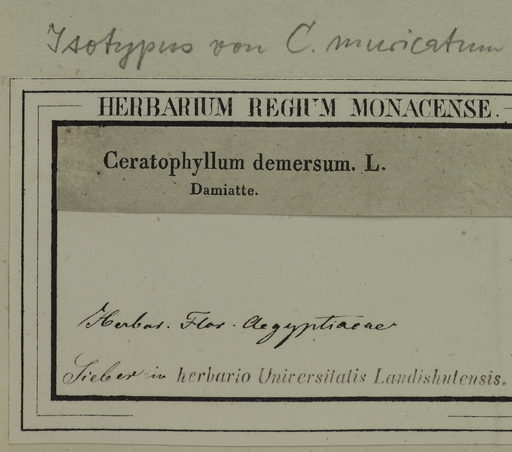 Isotypus von C. muricatum
HERBARIUM REGIUM MONACENSE.
Ceratophyllum demersum. L.
Damiatte.
Herbar. Flor. Aegyptiacae
Sieber in herbario Universitatis Landishutensis.